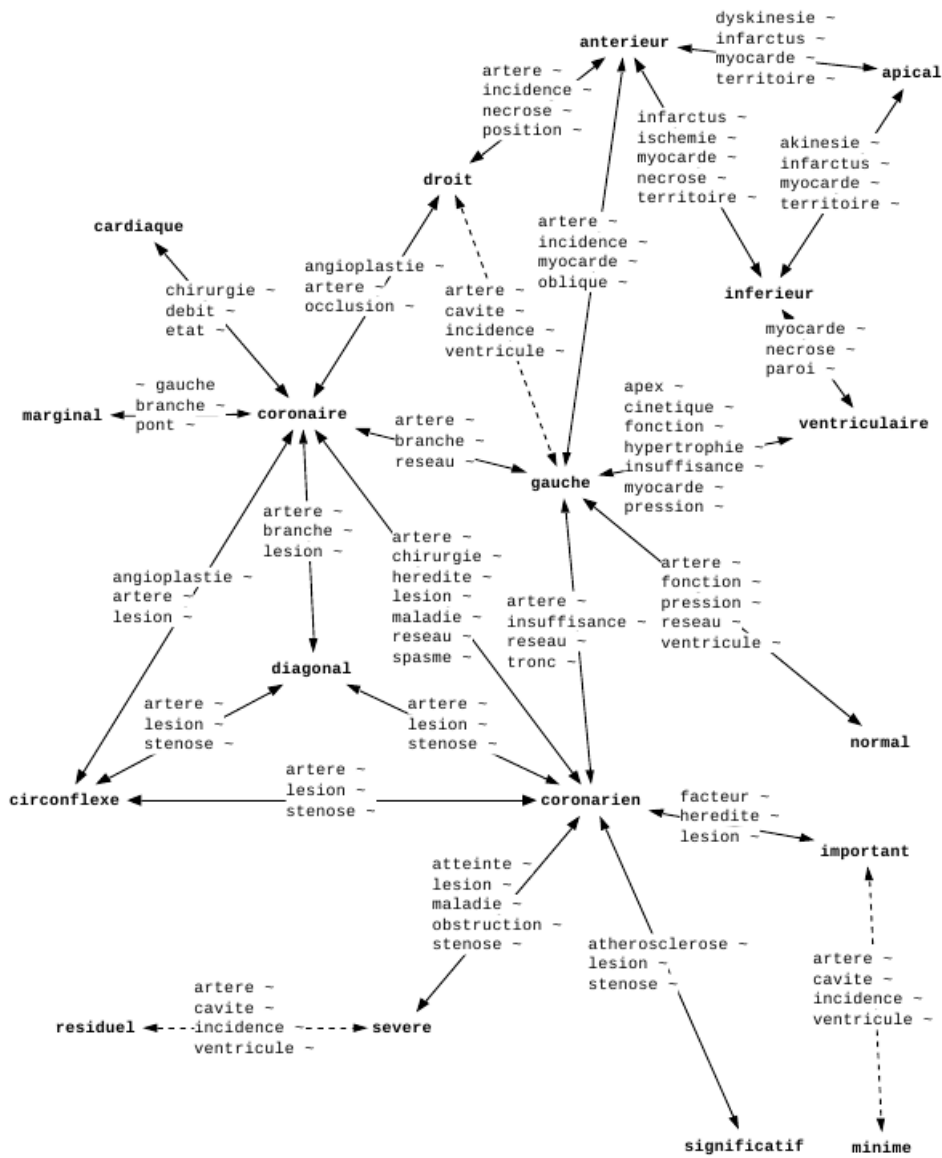 dyskinesie ~
infarctus ~
myocarde ~
territoire ~
anterieur
apical
artere ~
incidence ~
necrose ~
position ~
infarctus ~
ischemie ~
myocarde ~
necrose ~
territoire ~
akinesie ~
infarctus ~
myocarde ~
territoire ~
droit
cardiaque
artere ~
incidence ~
myocarde ~
oblique ~
angioplastie ~
artere ~
occlusion ~
chirurgie ~
debit ~
etat ~
artere ~
cavite ~
incidence ~
ventricule ~
inferieur
myocarde ~
necrose ~
paroi ~
~ gauche
branche ~
pont ~
marginal
coronaire
artere ~
branche ~
reseau ~
apex ~
cinetique ~
fonction ~
hypertrophie ~
insuffisance ~
myocarde ~
pression ~
ventriculaire
gauche
artere ~
branche ~
lesion ~
artere ~
chirurgie ~
heredite ~
lesion ~
maladie ~
reseau ~
spasme ~
angioplastie ~
artere ~
lesion ~
artere ~
insuffisance ~
reseau ~
tronc ~
artere ~
fonction ~
pression ~
reseau ~
ventricule ~
diagonal
artere ~
lesion ~
stenose ~
artere ~
lesion ~
stenose ~
normal
artere ~
lesion ~
stenose ~
circonflexe
coronarien
facteur ~
heredite ~
lesion ~
important
atteinte ~
lesion ~
maladie ~
obstruction ~
stenose ~
atherosclerose ~
lesion ~
stenose ~
artere ~
cavite ~
incidence ~
ventricule ~
artere ~
cavite ~
incidence ~
ventricule ~
residuel
severe
significatif
minime